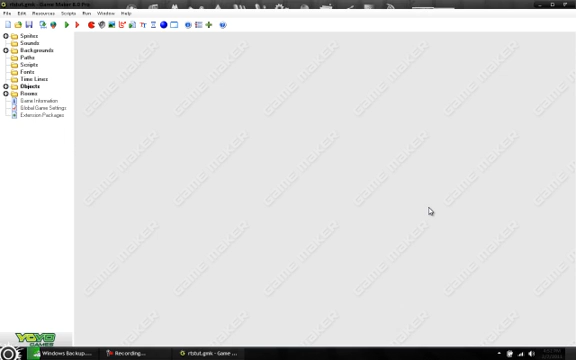 rtstut.gmk - Game Maker 8.0 Pro
File Edit Resources Scripts Run Window Help
Sprites
Sounds
Backgrounds
Paths
Scripts
Fonts
Time Lines
Objects
Rooms
Game Information
Global Game Settings
Extension Packages
GAME MAKER
YOYO
GAMES
Windows Backup...
Recording...
rtstut.gmk - Game ...